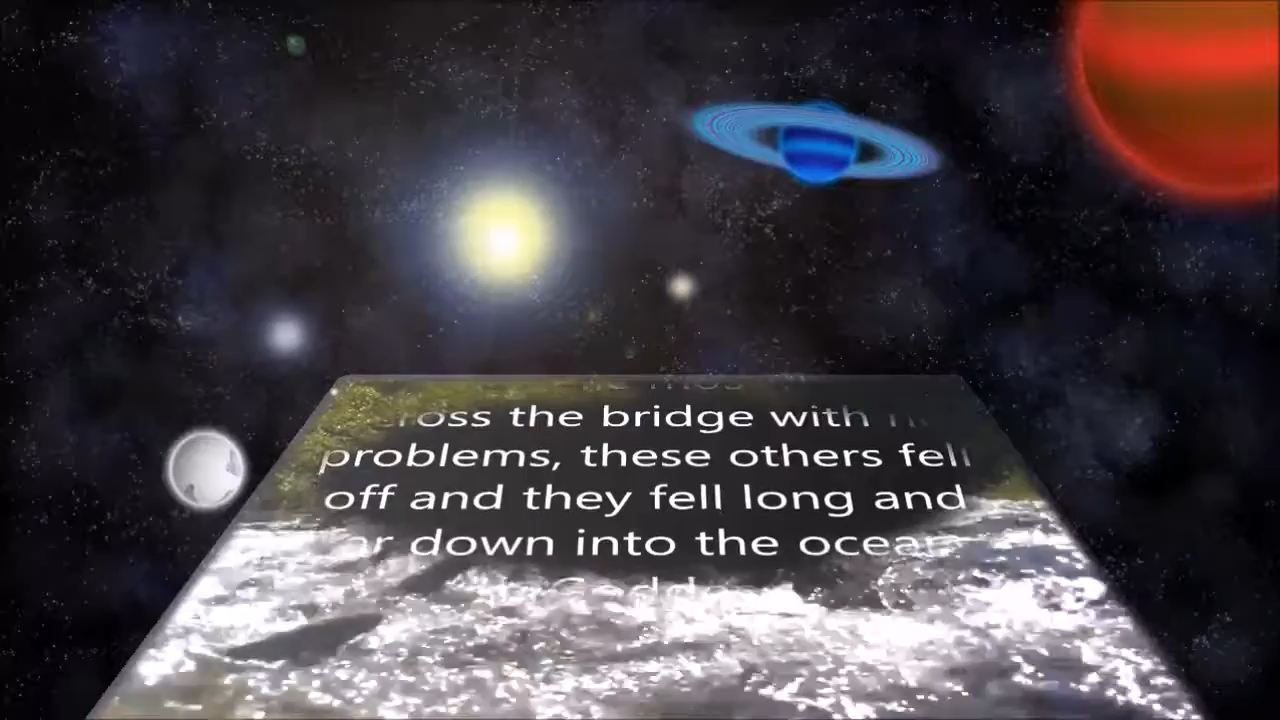 the bridge with
problems, these others fell
off and they fell long and
down into the ocean